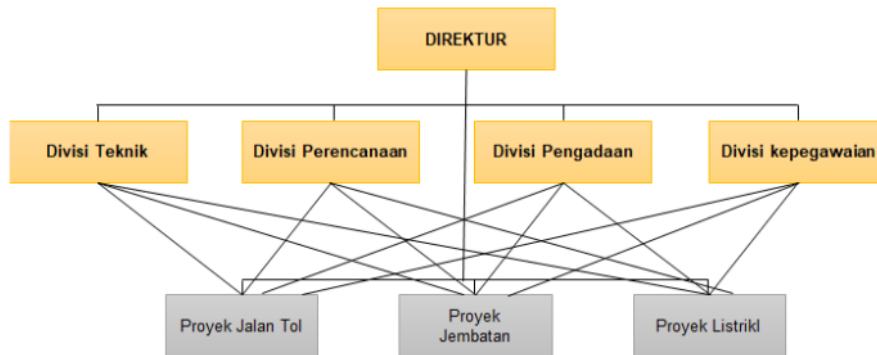 DIREKTUR
Divisi Teknik
Divisi Perencanaan
Divisi Pengadaan
Divisi kepegawaian
Proyek Jalan Tol
Proyek
Jembatan
Proyek Listrikl